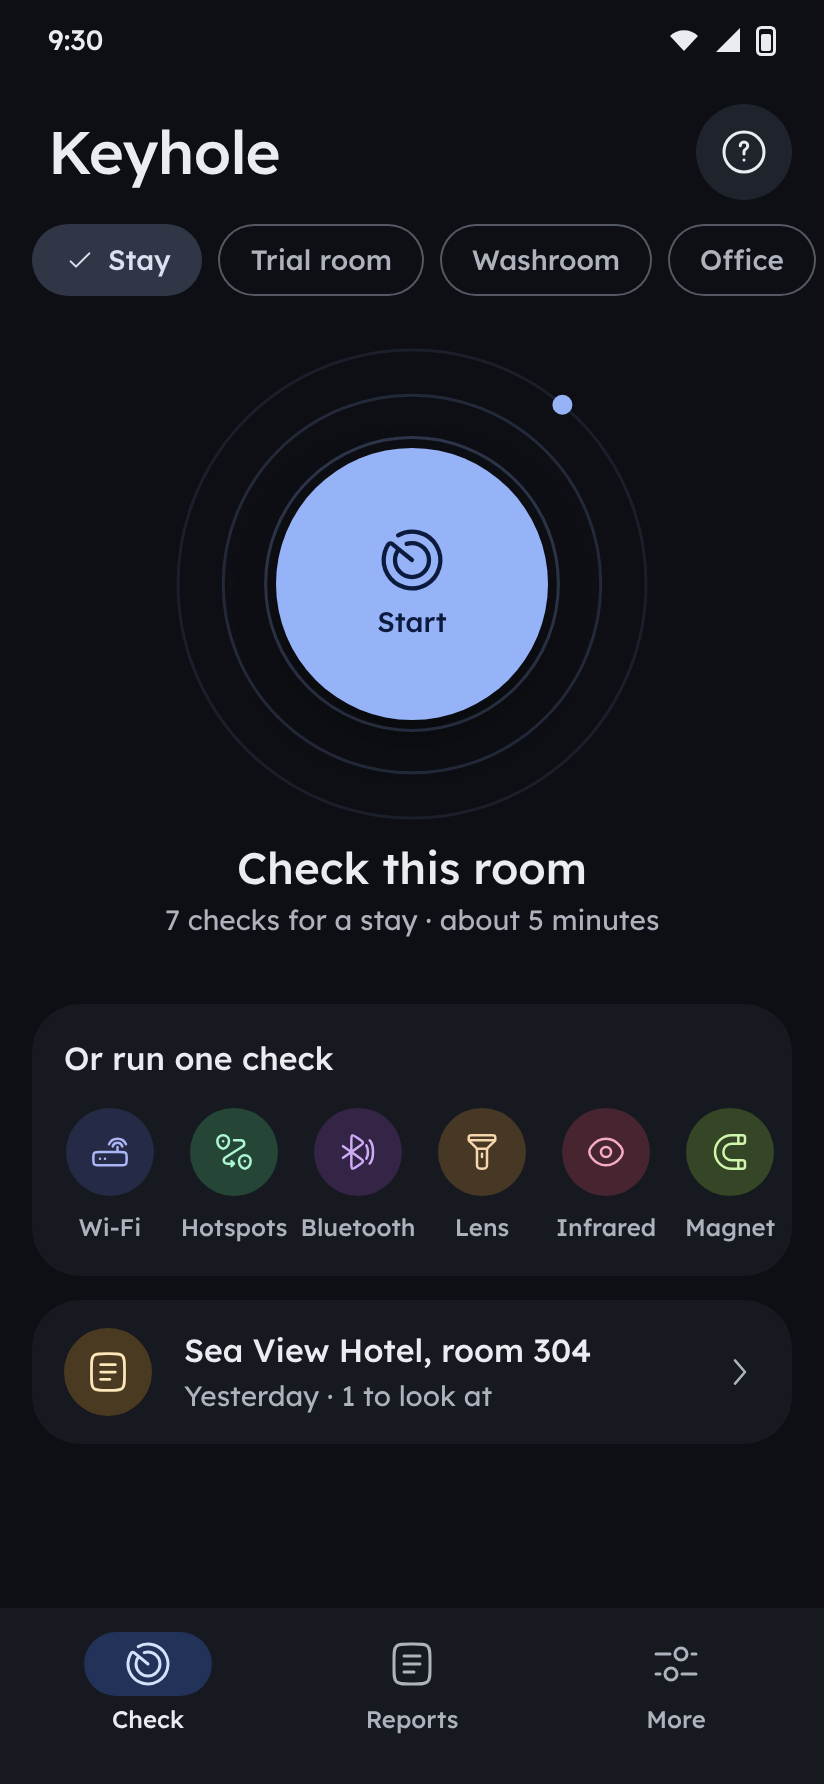 9:30
Keyhole
Stay
Trial room
Washroom
Office
Start
Check this room
7 checks for a stay · about 5 minutes
Or run one check
Wi-Fi
Hotspots
Bluetooth
Lens
Infrared
Magnet
Sea View Hotel, room 304
Yesterday · 1 to look at
Check
Reports
More